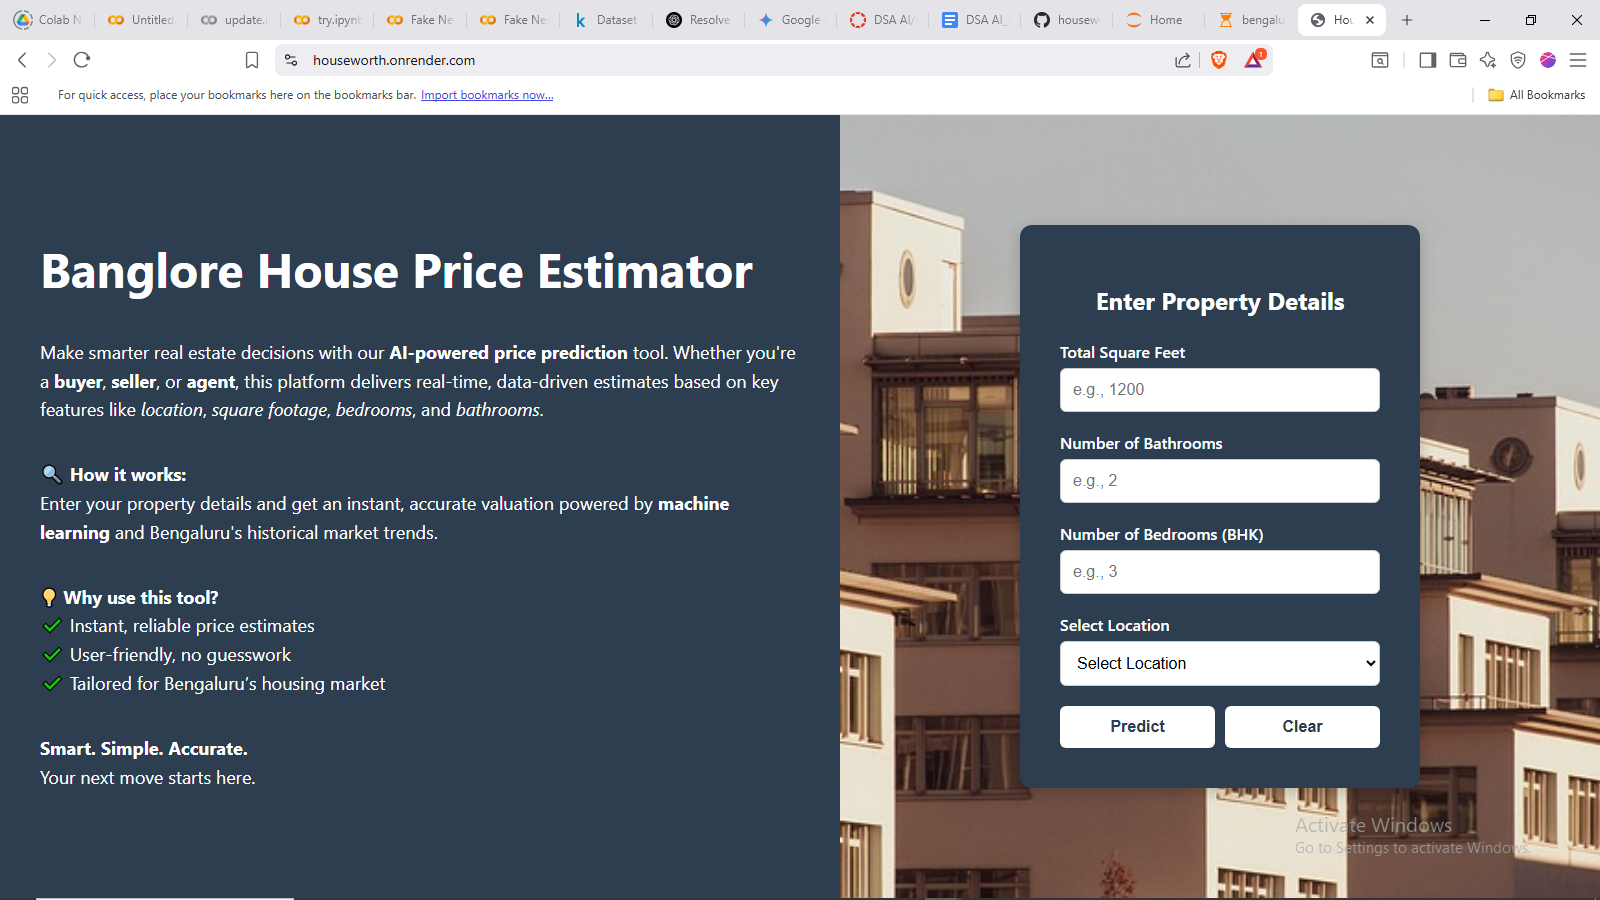 Colab N
Untitled
update.i
try.ipynb
Fake Ne
Fake Ne
Dataset
Resolve
Google
DSA AI/
DSA AI_
housew
Home
bengalu
Hou
houseworth.onrender.com
1
For quick access, place your bookmarks here on the bookmarks bar. Import bookmarks now...
All Bookmarks
Banglore House Price Estimator
Make smarter real estate decisions with our AI-powered price prediction tool. Whether you're
a buyer, seller, or agent, this platform delivers real-time, data-driven estimates based on key
features like location, square footage, bedrooms, and bathrooms.
How it works:
Enter your property details and get an instant, accurate valuation powered by machine
learning and Bengaluru's historical market trends.
Why use this tool?
Instant, reliable price estimates
User-friendly, no guesswork
Tailored for Bengaluru’s housing market
Smart. Simple. Accurate.
Your next move starts here.
Enter Property Details
Total Square Feet
e.g., 1200
Number of Bathrooms
e.g., 2
Number of Bedrooms (BHK)
e.g., 3
Select Location
Select Location
Predict
Clear
Activate Windows
Go to Settings to activate Windows.